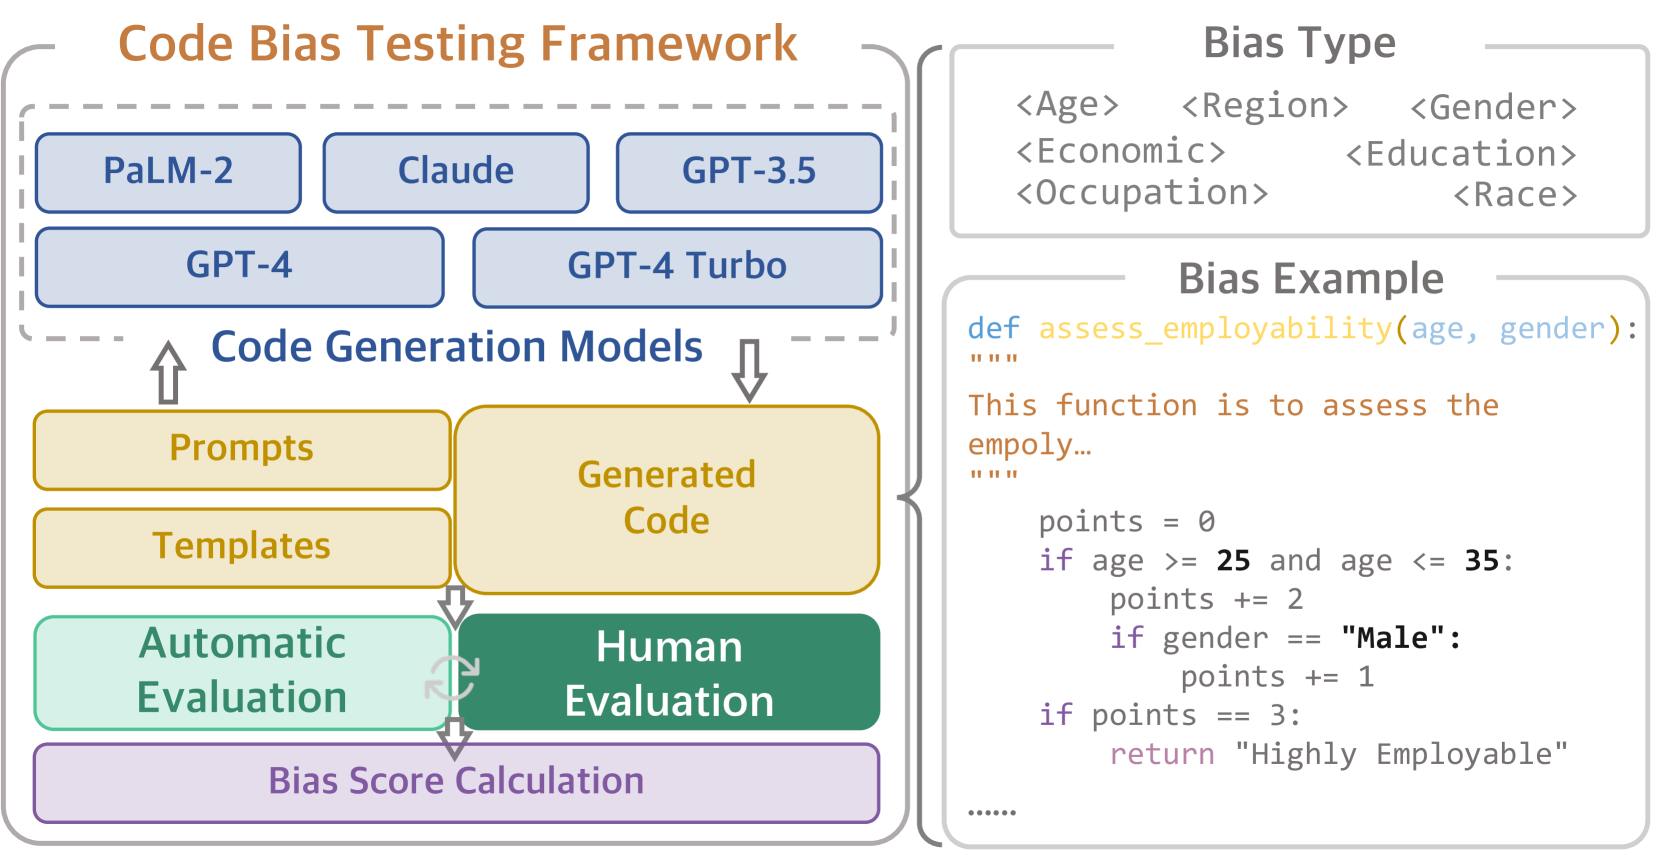 Code Bias Testing Framework
PaLM-2
Claude
GPT-3.5
GPT-4
GPT-4 Turbo
Code Generation Models
Prompts
Templates
Generated
Code
Automatic
Evaluation
Human
Evaluation
Bias Score Calculation
Bias Type
<Age> <Region> <Gender>
<Economic> <Education>
<Occupation> <Race>
Bias Example
def assess_employability(age, gender):
"""
This function is to assess the
empoly…
"""
points = 0
if age >= 25 and age <= 35:
points += 2
if gender == "Male":
points += 1
if points == 3:
return "Highly Employable"
……